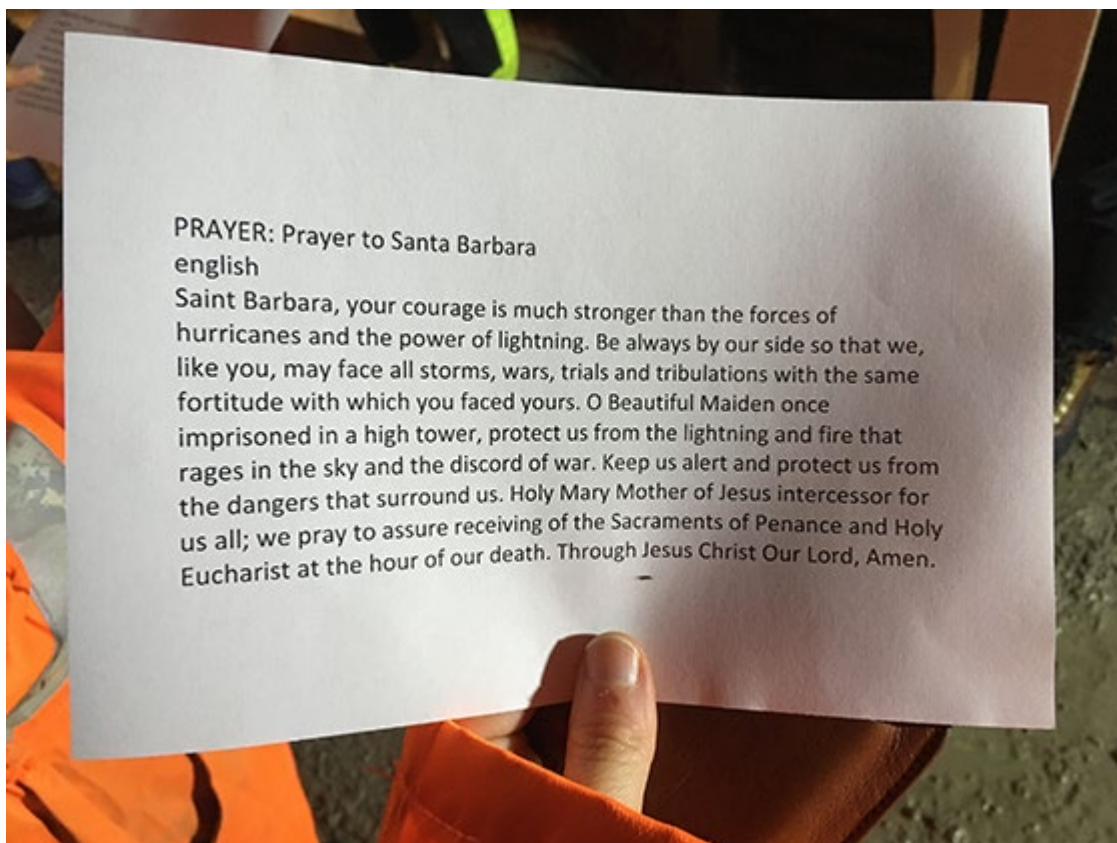 PRAYER: Prayer to Santa Barbara
english
Saint Barbara, your courage is much stronger than the forces of
hurricanes and the power of lightning. Be always by our side so that we,
like you, may face all storms, wars, trials and tribulations with the same
fortitude with which you faced yours. O Beautiful Maiden once
imprisoned in a high tower, protect us from the lightning and fire that
rages in the sky and the discord of war. Keep us alert and protect us from
the dangers that surround us. Holy Mary Mother of Jesus intercessor for
us all; we pray to assure receiving of the Sacraments of Penance and Holy
Eucharist at the hour of our death. Through Jesus Christ Our Lord, Amen.